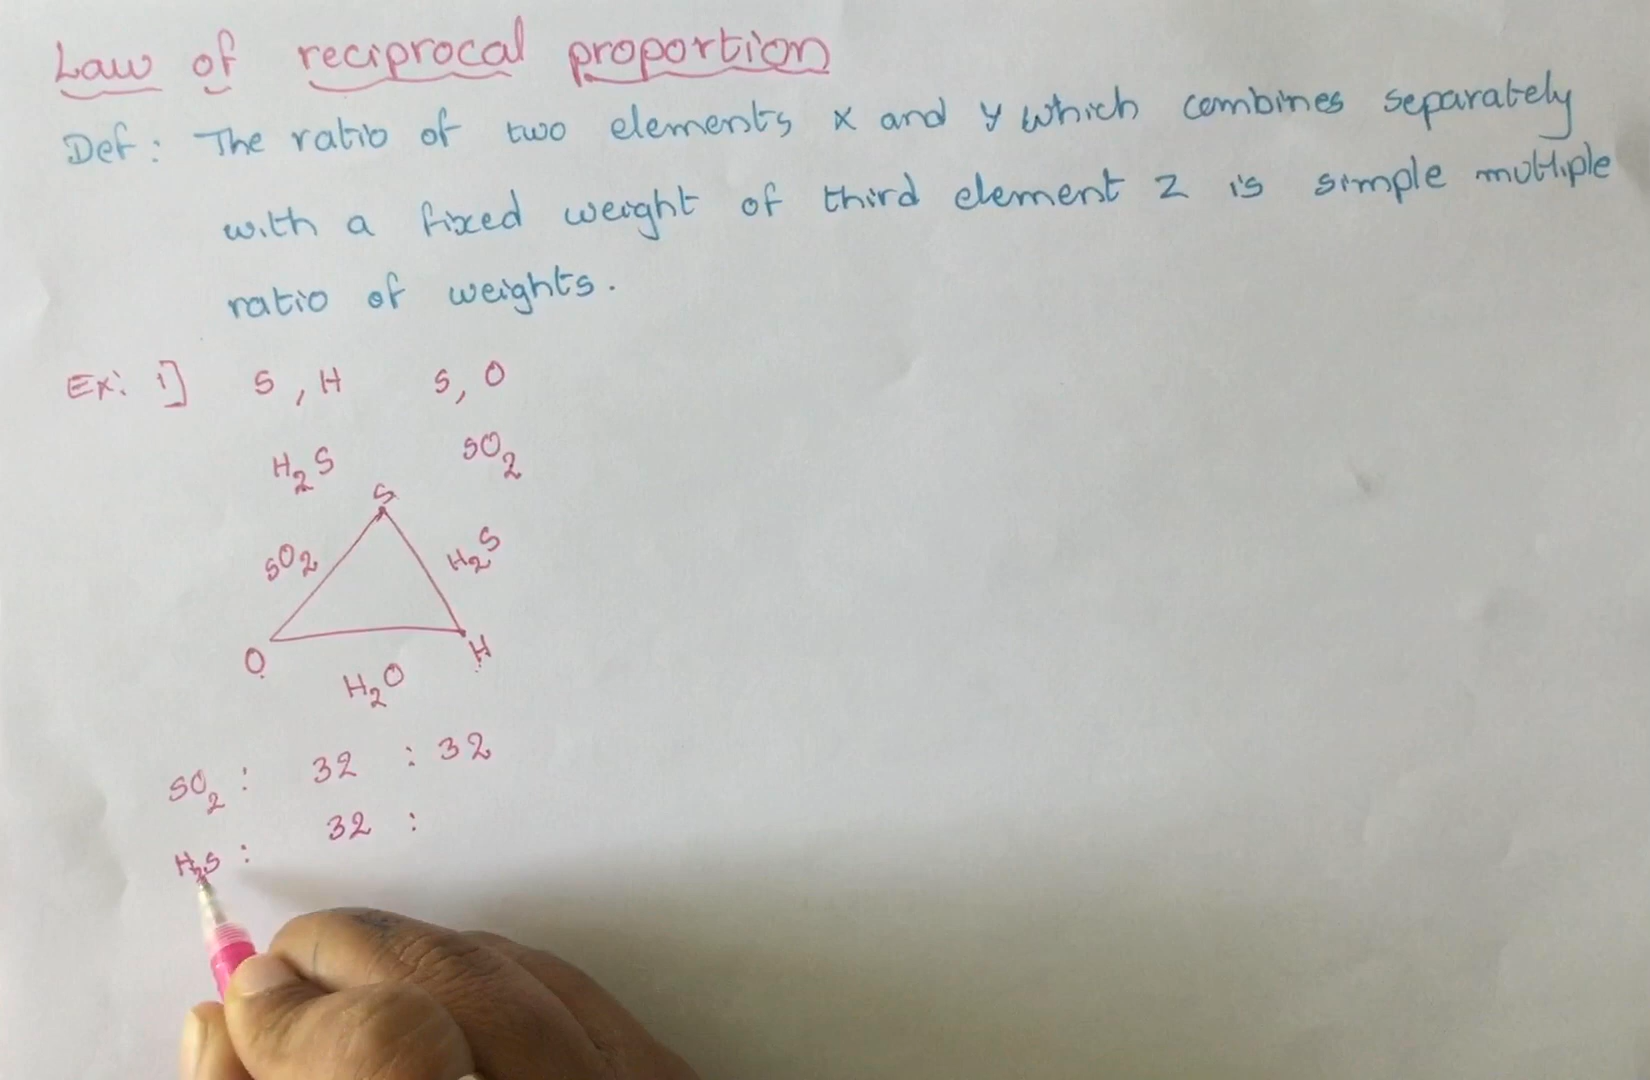 Law of reciprocal proportion
Def: The ratio of two elements x and y which combines separately
with a fixed weight of third element z is simple multiple
ratio of weights.
Ex: 1] S, H S, O
H₂S SO₂
S
SO₂ H₂S
O H
H₂O
SO₂ : 32 : 32
H₂S : 32 :